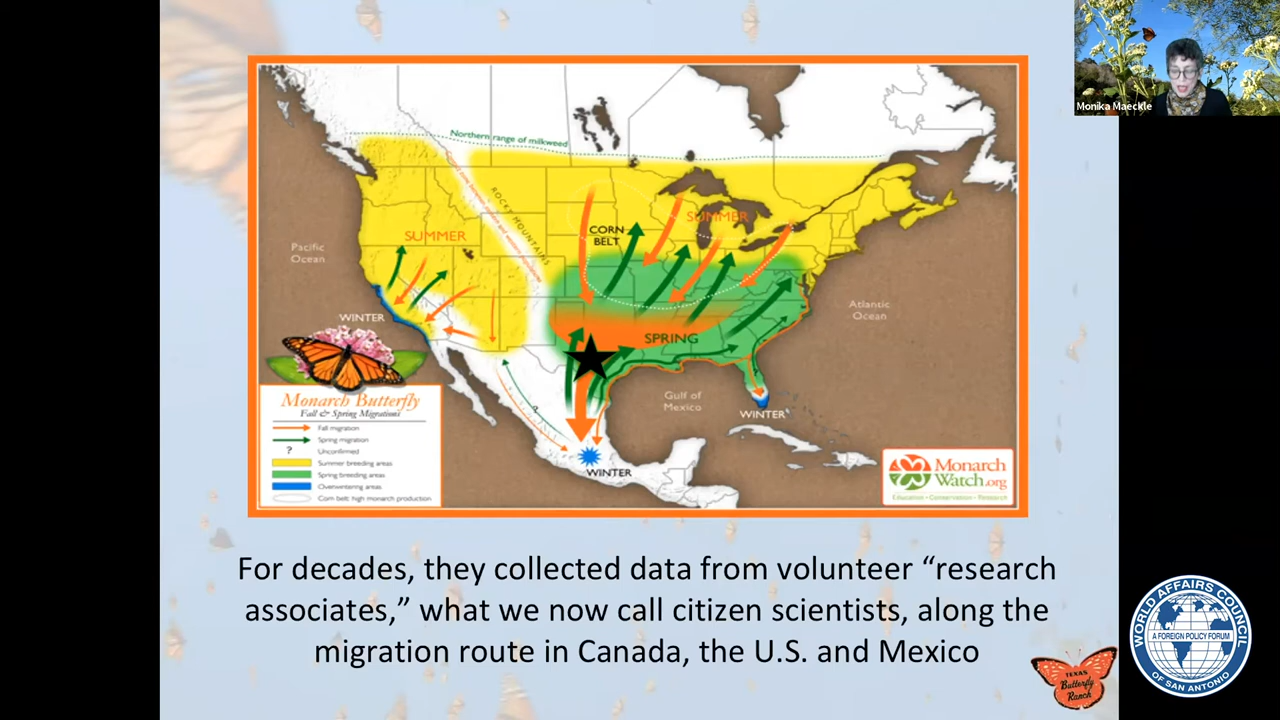 Monika Maeckle
Northern range of milkweed
ROCKY MOUNTAINS
SUMMER
SUMMER
CORN
BELT
Pacific
Ocean
Atlantic
Ocean
WINTER
SPRING
Gulf of
Mexico
WINTER
?
WINTER
Monarch Butterfly
Fall & Spring Migrations
Fall migration
Spring migration
? Unconfirmed
Summer breeding areas
Spring breeding areas
Overwintering areas
Corn belt: high monarch production
Monarch
Watch.org
Education • Conservation • Research
For decades, they collected data from volunteer “research
associates,” what we now call citizen scientists, along the
migration route in Canada, the U.S. and Mexico
TEXAS
Butterfly
Ranch
WORLD AFFAIRS COUNCIL
A FOREIGN POLICY FORUM
OF SAN ANTONIO